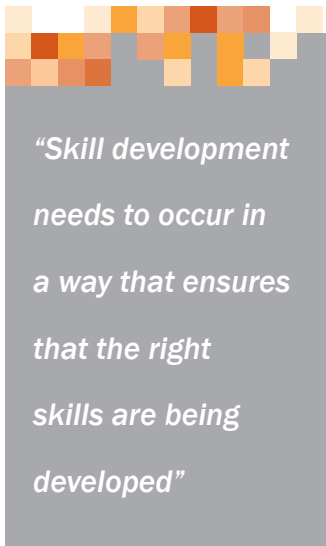 “Skill development
needs to occur in
a way that ensures
that the right
skills are being
developed”